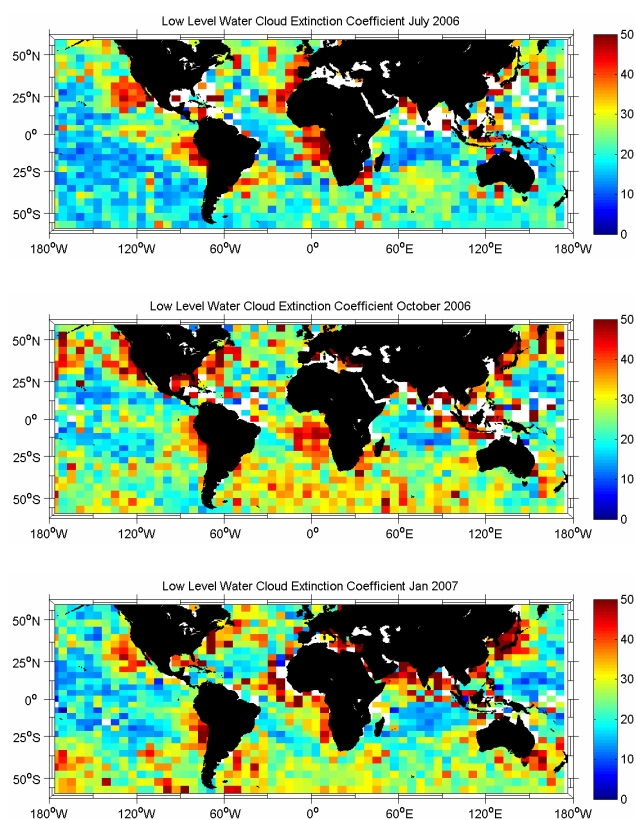 Low Level Water Cloud Extinction Coefficient July 2006
50°N
25°N
0°
25°S
50°S
180°W 120°W 60°W 0° 60°E 120°E 180°W
50
40
30
20
10
0
Low Level Water Cloud Extinction Coefficient October 2006
50°N
25°N
0°
25°S
50°S
180°W 120°W 60°W 0° 60°E 120°E 180°W
50
40
30
20
10
0
Low Level Water Cloud Extinction Coefficient Jan 2007
50°N
25°N
0°
25°S
50°S
180°W 120°W 60°W 0° 60°E 120°E 180°W
50
40
30
20
10
0